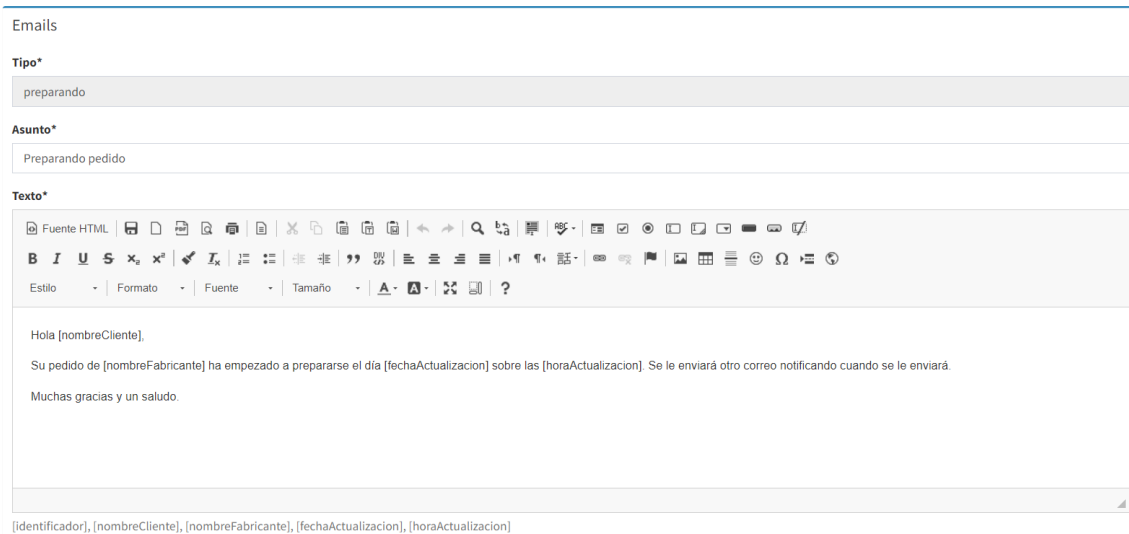 Emails
Tipo*
preparando
Asunto*
Preparando pedido
Texto*
Fuente HTML
Estilo Formato Fuente Tamaño
Hola [nombreCliente],
Su pedido de [nombreFabricante] ha empezado a prepararse el día [fechaActualizacion] sobre las [horaActualizacion]. Se le enviará otro correo notificando cuando se le enviará.
Muchas gracias y un saludo.
[identificador], [nombreCliente], [nombreFabricante], [fechaActualizacion], [horaActualizacion]